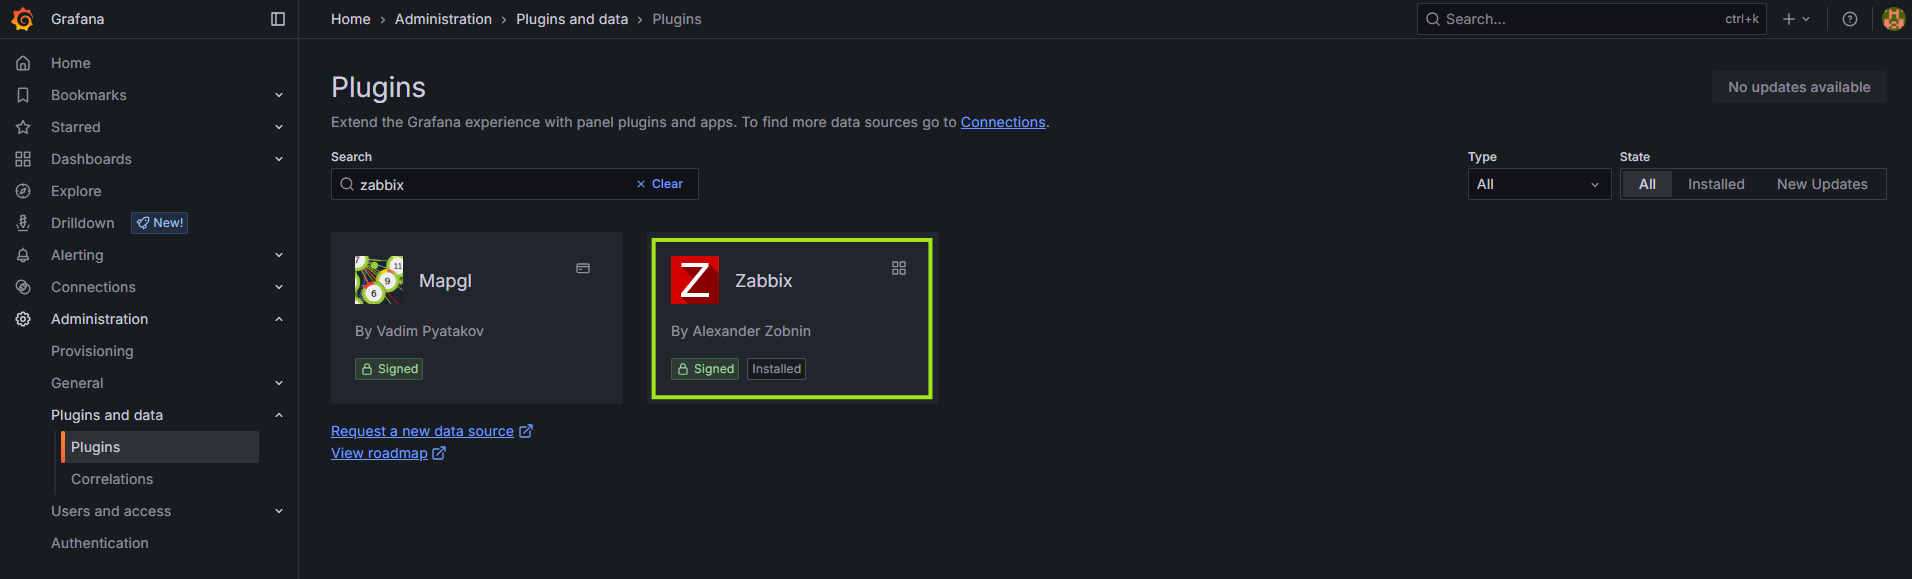 Grafana
Home
Bookmarks
Starred
Dashboards
Explore
Drilldown New!
Alerting
Connections
Administration
Provisioning
General
Plugins and data
Plugins
Correlations
Users and access
Authentication
Home › Administration › Plugins and data › Plugins
Search... ctrl+k
Plugins
No updates available
Extend the Grafana experience with panel plugins and apps. To find more data sources go to Connections.
Search
zabbix × Clear
Type
All
State
All Installed New Updates
7 11 9 6
Mapgl
By Vadim Pyatakov
Signed
Z
Zabbix
By Alexander Zobnin
Signed Installed
Request a new data source
View roadmap